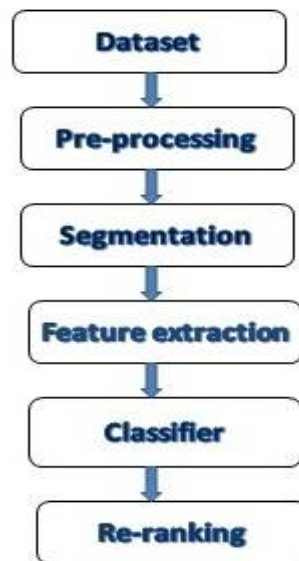 Dataset
Pre-processing
Segmentation
Feature extraction
Classifier
Re-ranking